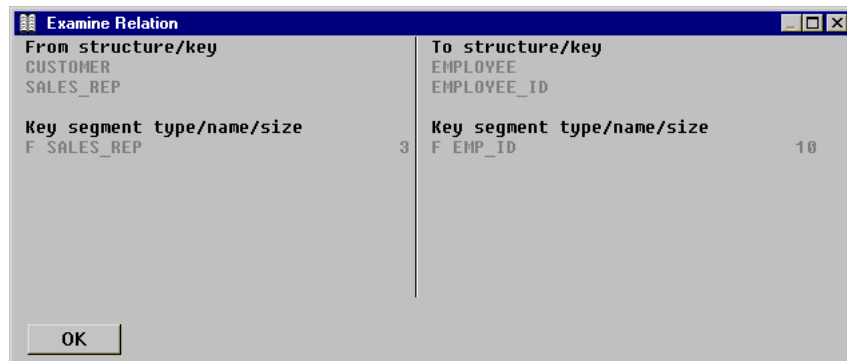 Examine Relation
From structure/key
CUSTOMER
SALES_REP
Key segment type/name/size
F SALES_REP 3
To structure/key
EMPLOYEE
EMPLOYEE_ID
Key segment type/name/size
F EMP_ID 10
OK